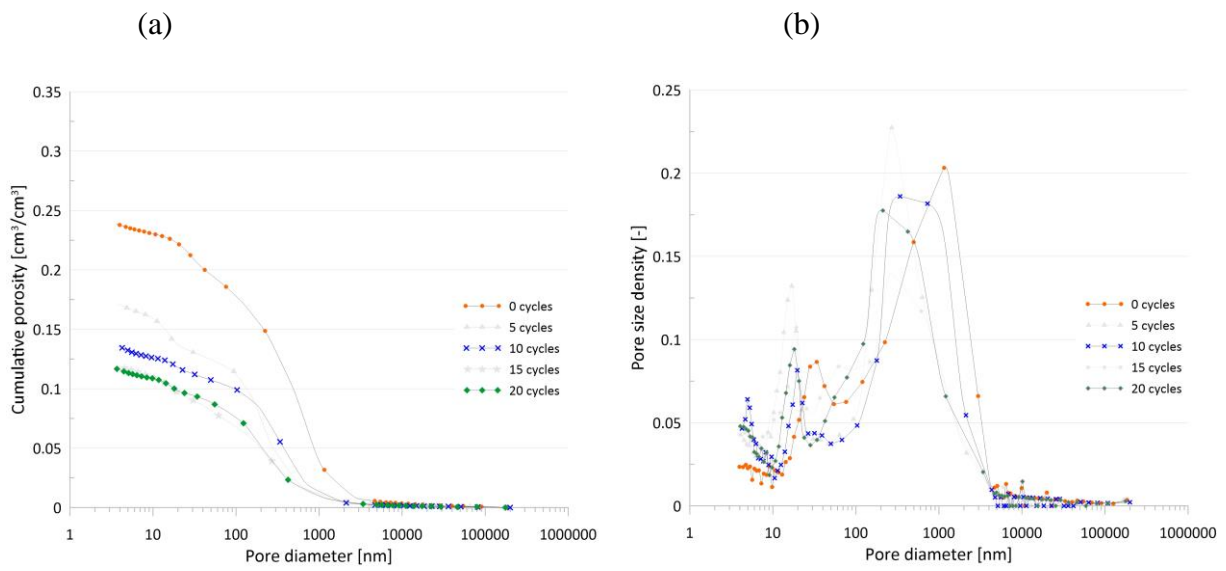 (a)
(b)
Cumulative porosity [cm³/cm³]
0.35
0.3
0.25
0.2
0.15
0.1
0.05
0
1
10
100
1000
10000
100000
1000000
Pore diameter [nm]
0 cycles
5 cycles
10 cycles
15 cycles
20 cycles
Pore size density [-]
0.25
0.2
0.15
0.1
0.05
0
1
10
100
1000
10000
100000
1000000
Pore diameter [nm]
0 cycles
5 cycles
10 cycles
15 cycles
20 cycles